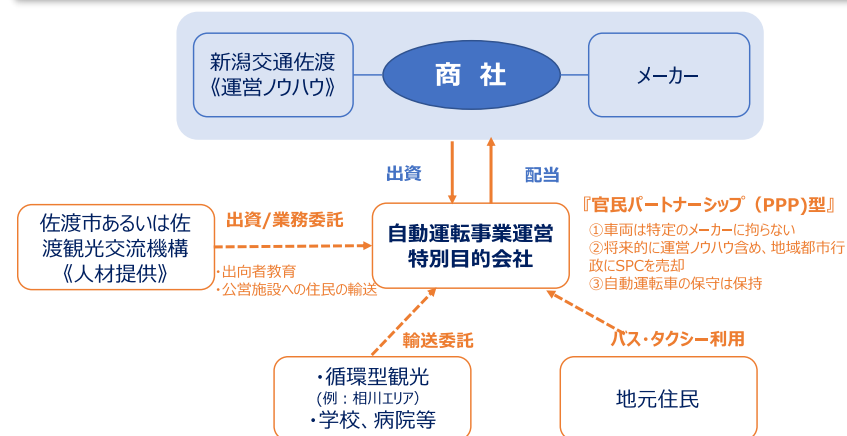 新潟交通佐渡
《運営ノウハウ》
商 社
メーカー
出資
配当
佐渡市あるいは佐
渡観光交流機構
《人材提供》
出資/業務委託
・出向者教育
・公営施設への住民の輸送
自動運転事業運営
特別目的会社
『官民パートナーシップ（PPP)型』
①車両は特定のメーカーに拘らない
②将来的に運営ノウハウ含め、地域都市行
政にSPCを売却
③自動運転車の保守は保持
輸送委託
バス・タクシー利用
・循環型観光
(例：相川エリア）
・学校、病院等
地元住民